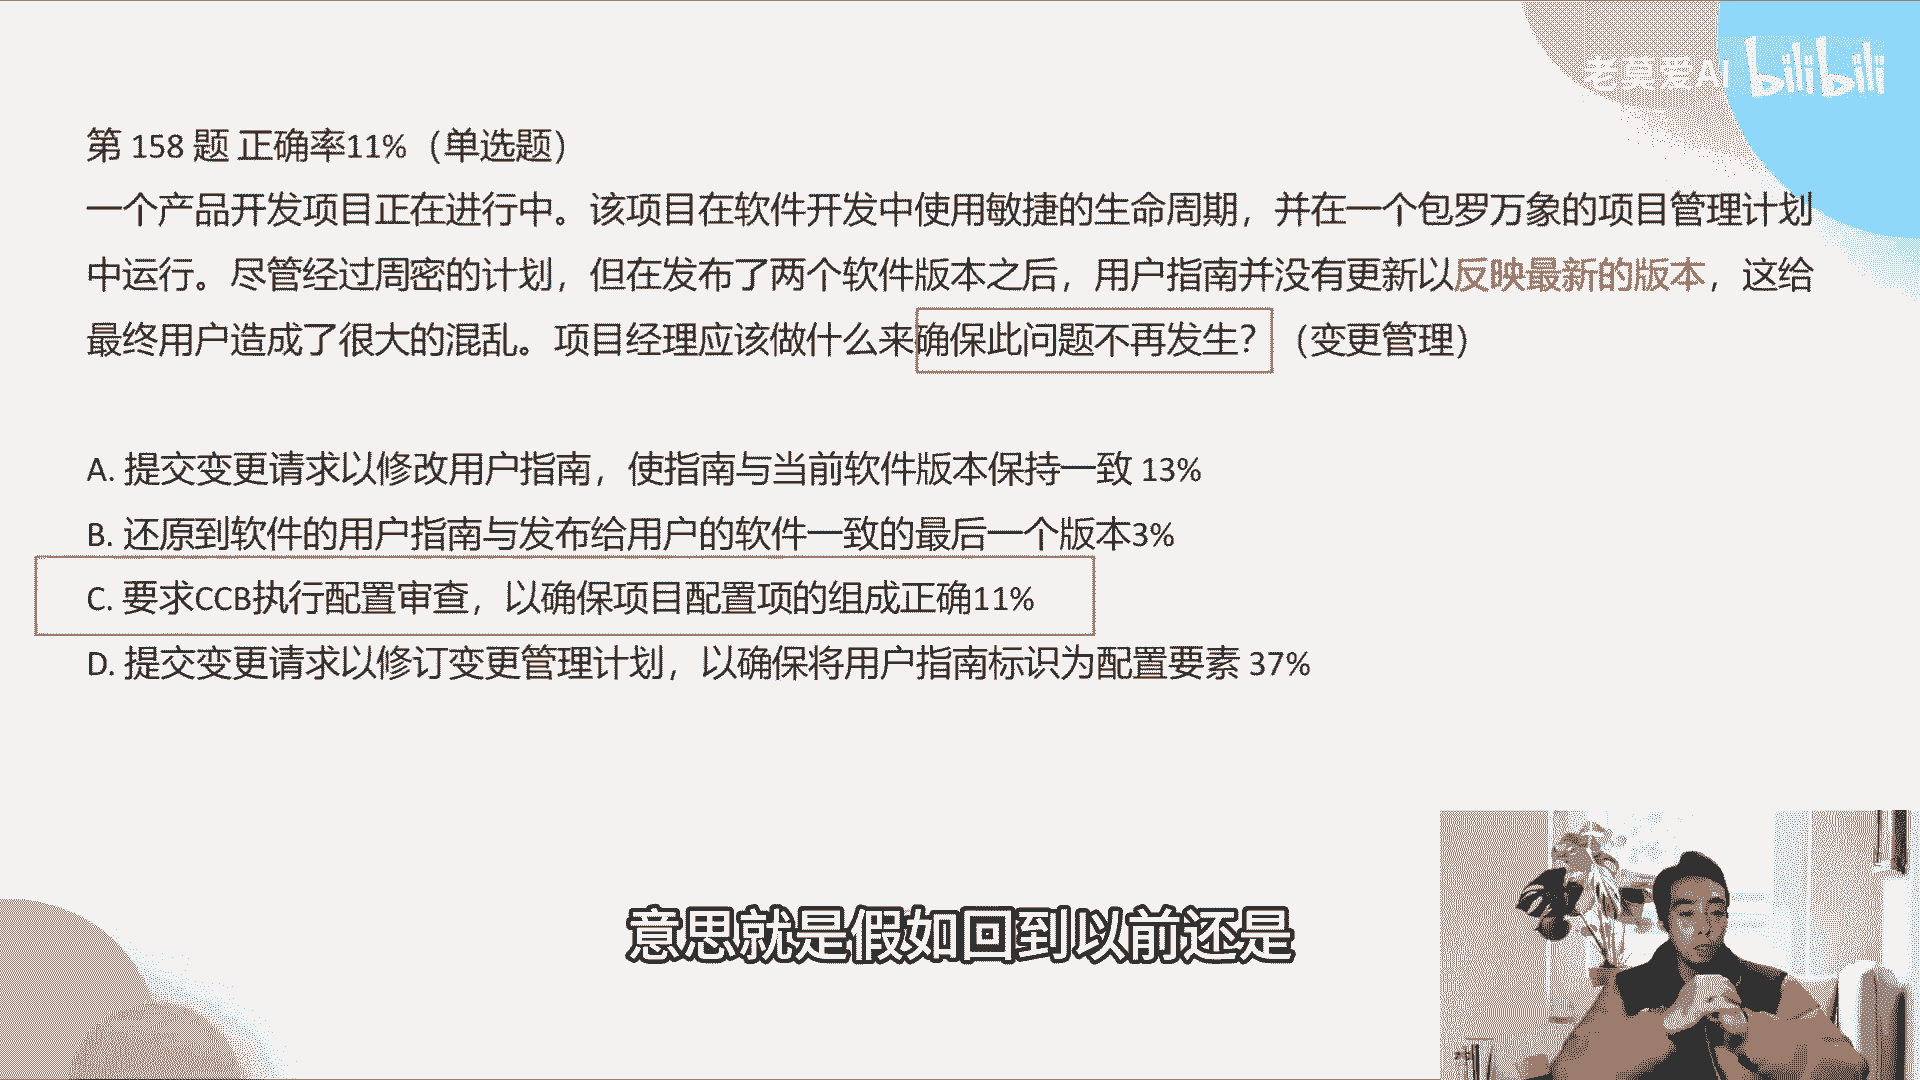 老莫爱AI bilibili
第 158 题 正确率11%（单选题）
一个产品开发项目正在进行中。该项目在软件开发中使用敏捷的生命周期，并在一个包罗万象的项目管理计划
中运行。尽管经过周密的计划，但在发布了两个软件版本之后，用户指南并没有更新以反映最新的版本，这给
最终用户造成了很大的混乱。项目经理应该做什么来确保此问题不再发生？（变更管理）
A. 提交变更请求以修改用户指南，使指南与当前软件版本保持一致 13%
B. 还原到软件的用户指南与发布给用户的软件一致的最后一个版本3%
C. 要求CCB执行配置审查，以确保项目配置项的组成正确11%
D. 提交变更请求以修订变更管理计划，以确保将用户指南标识为配置要素 37%
意思就是假如回到以前还是